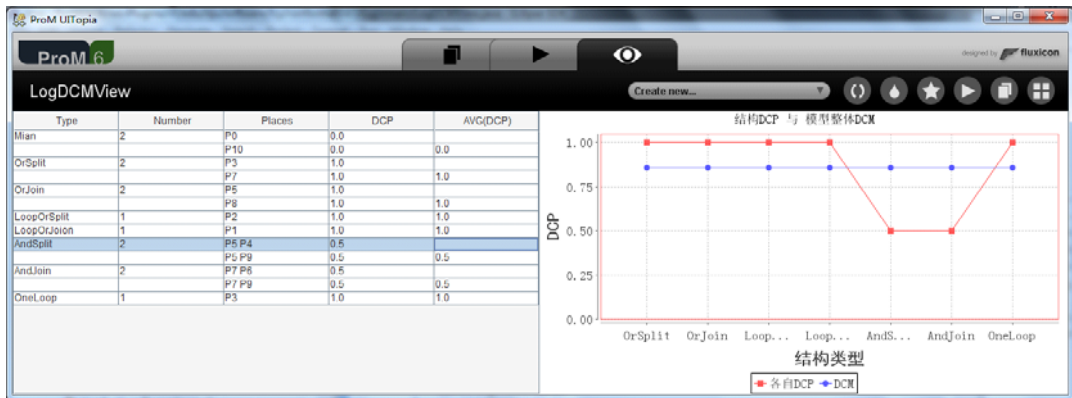 ProM UITopia
ProM 6
designed by fluxicon
LogDCMView
Create new...
Type Number Places DCP AVG(DCP)
Mian 2 P0 0.0
P10 0.0 0.0
OrSplit 2 P3 1.0
P7 1.0 1.0
OrJoin 2 P5 1.0
P8 1.0 1.0
LoopOrSplit 1 P2 1.0 1.0
LoopOrJoion 1 P1 1.0 1.0
AndSplit 2 P5 P4 0.5
P5 P9 0.5 0.5
AndJoin 2 P7 P6 0.5
P7 P9 0.5 0.5
OneLoop 1 P3 1.0 1.0
结构DCP 与 模型整体DCM
1.00
0.75
0.50
0.25
0.00
DCP
OrSplit OrJoin Loop... Loop... AndS... AndJoin OneLoop
结构类型
各自DCP DCM